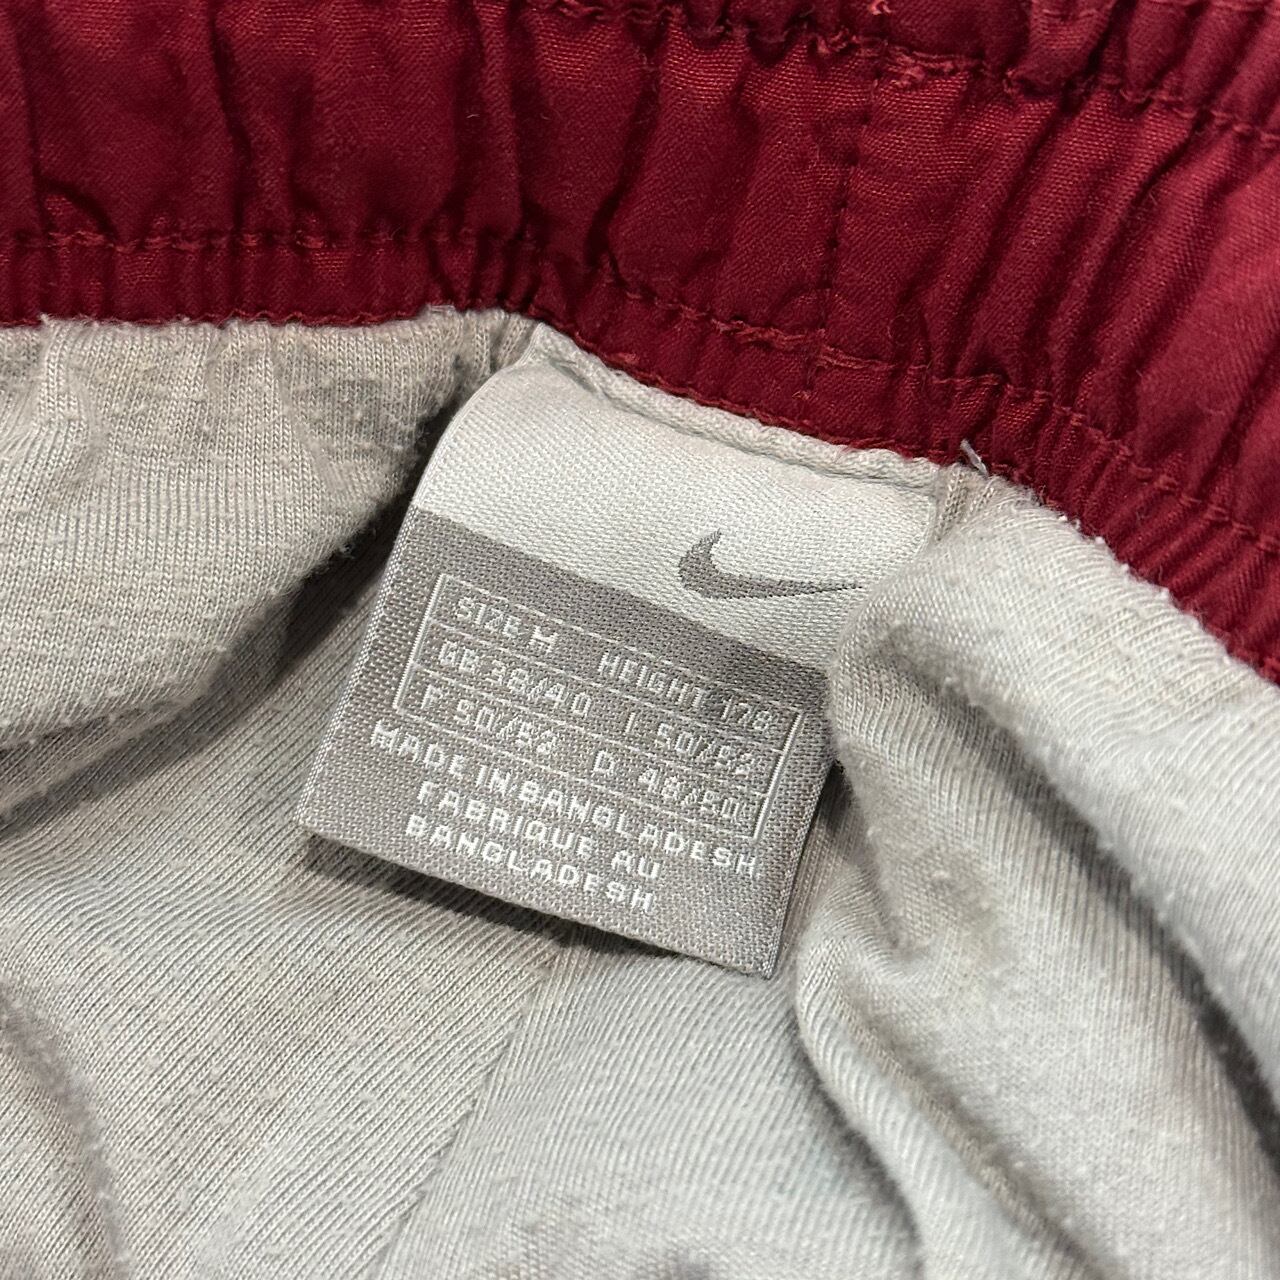 SIZE M HEIGHT 178
GB 38/40 I 50/52
F 50/52 D 48/50
MADE IN BANGLADESH
FABRIQUE AU
BANGLADESH